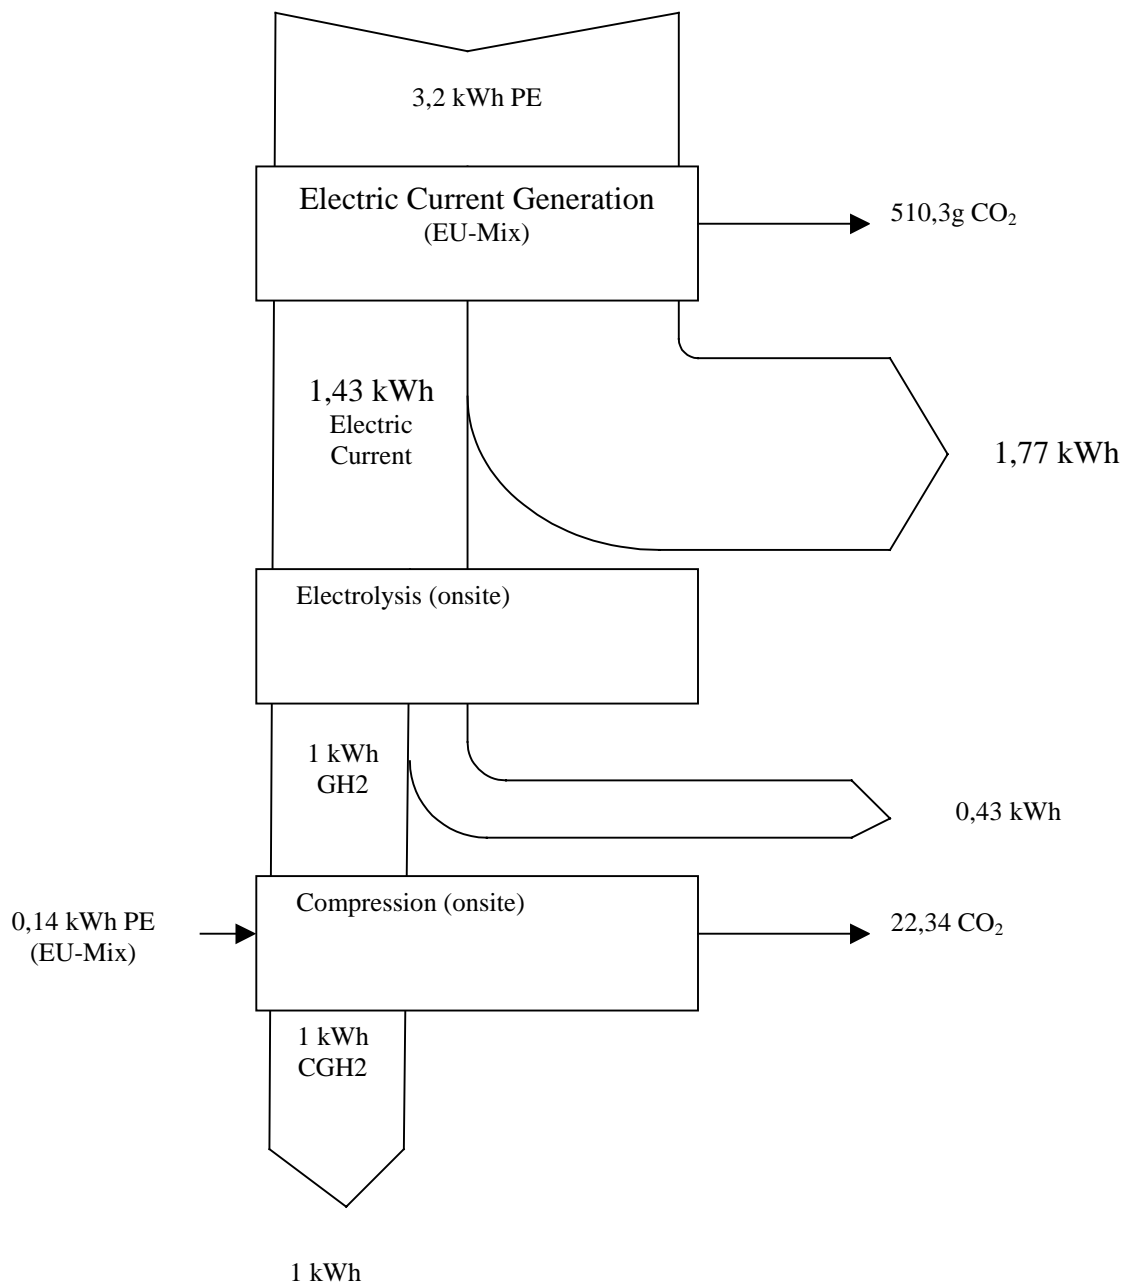 3,2 kWh PE
Electric Current Generation
(EU-Mix)
510,3g CO₂
1,43 kWh
Electric
Current
1,77 kWh
Electrolysis (onsite)
1 kWh
GH2
0,43 kWh
Compression (onsite)
0,14 kWh PE
(EU-Mix)
22,34 CO₂
1 kWh
CGH2
1 kWh